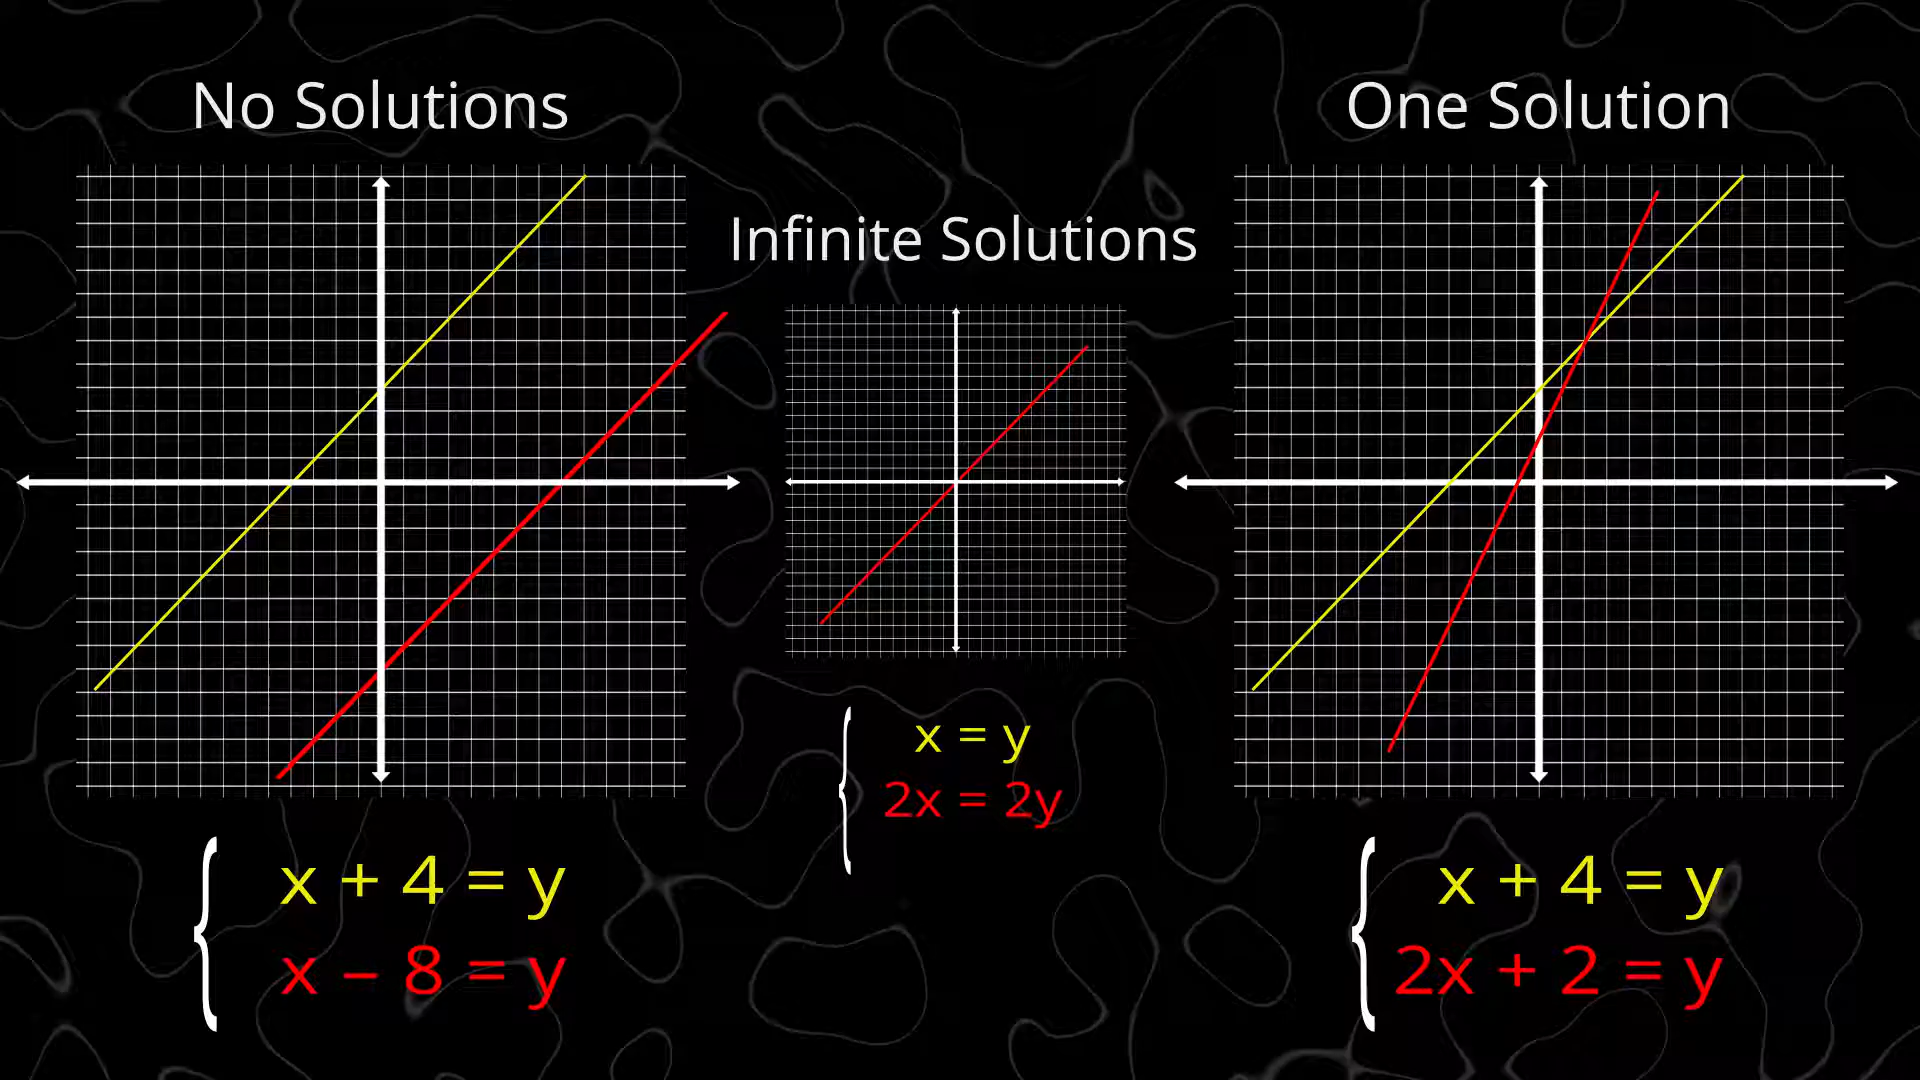 No Solutions
x + 4 = y
x – 8 = y
Infinite Solutions
x = y
2x = 2y
One Solution
x + 4 = y
2x + 2 = y